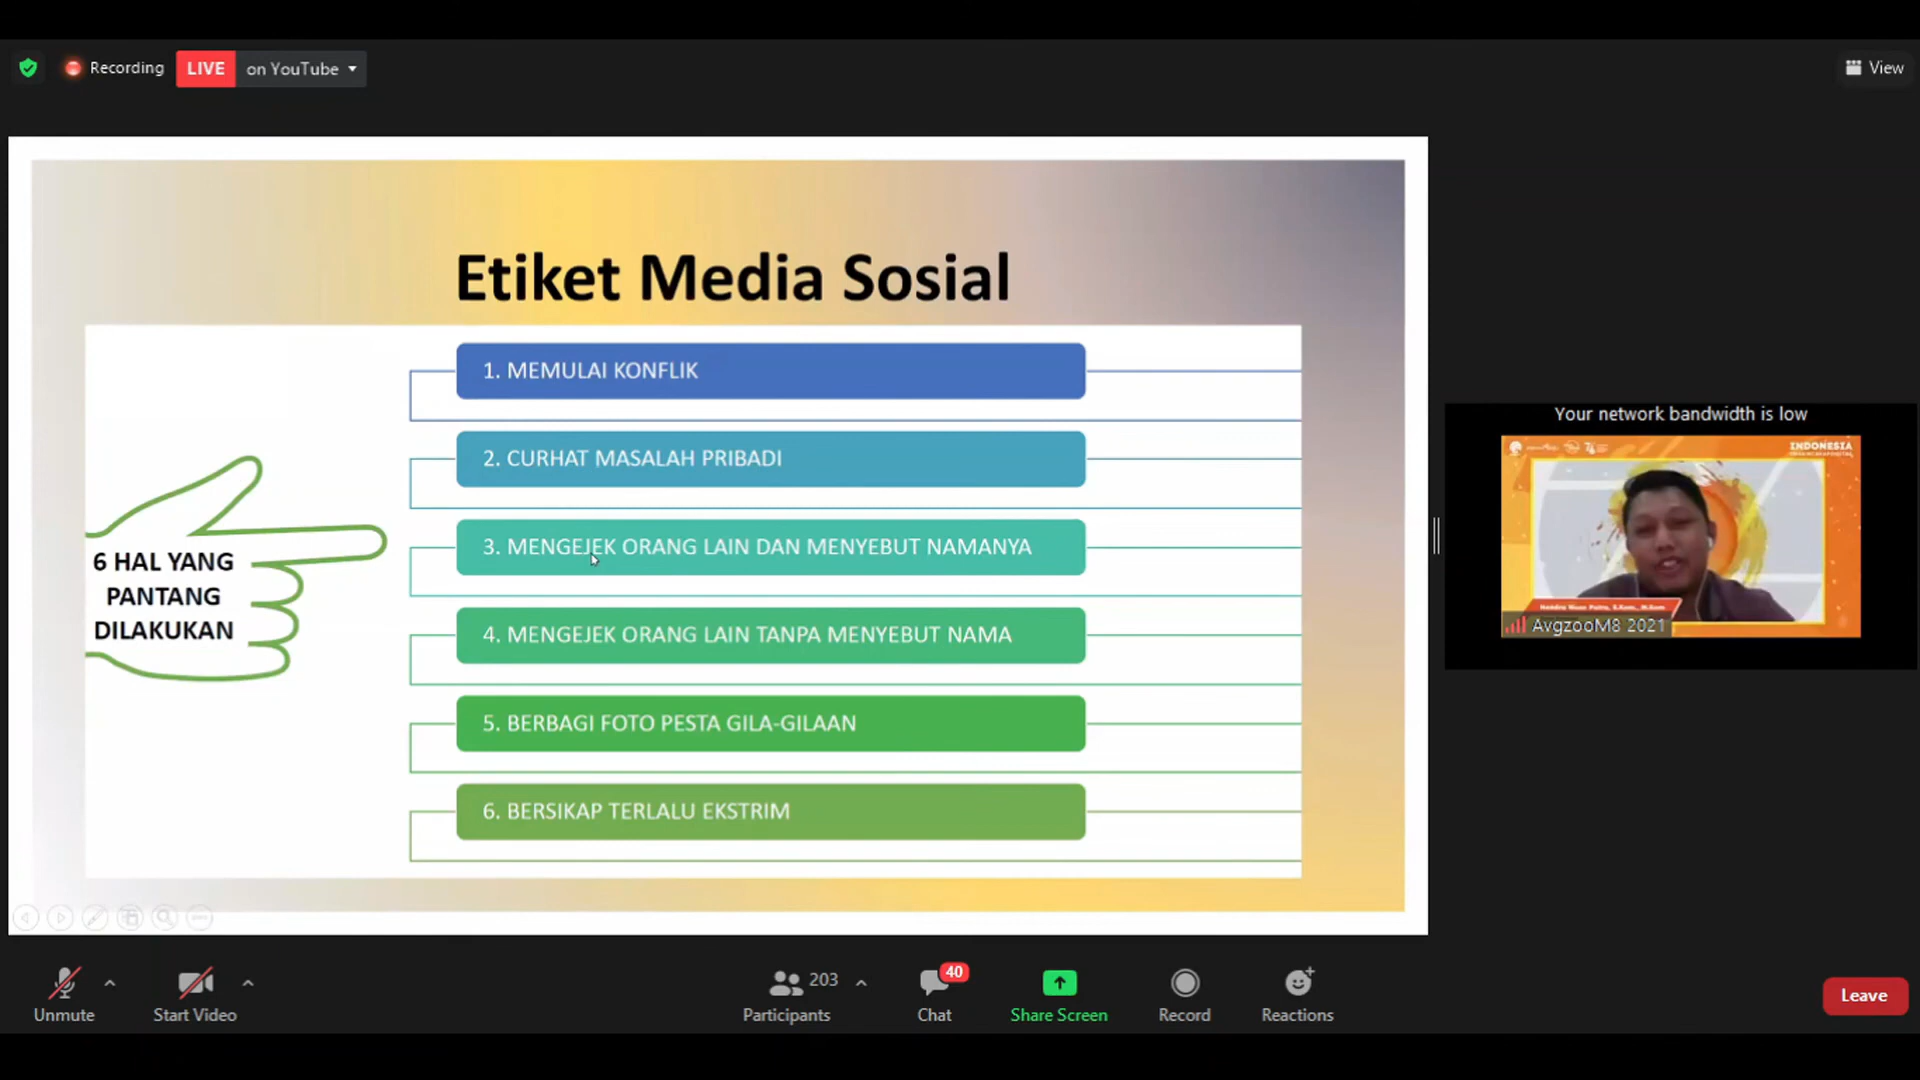 Recording
LIVE on YouTube
View
Etiket Media Sosial
6 HAL YANG
PANTANG
DILAKUKAN
1. MEMULAI KONFLIK
2. CURHAT MASALAH PRIBADI
3. MENGEJEK ORANG LAIN DAN MENYEBUT NAMANYA
4. MENGEJEK ORANG LAIN TANPA MENYEBUT NAMA
5. BERBAGI FOTO PESTA GILA-GILAAN
6. BERSIKAP TERLALU EKSTRIM
Your network bandwidth is low
INDONESIA
AvgzooM8 2021
Unmute
Start Video
203
Participants
40
Chat
Share Screen
Record
Reactions
Leave